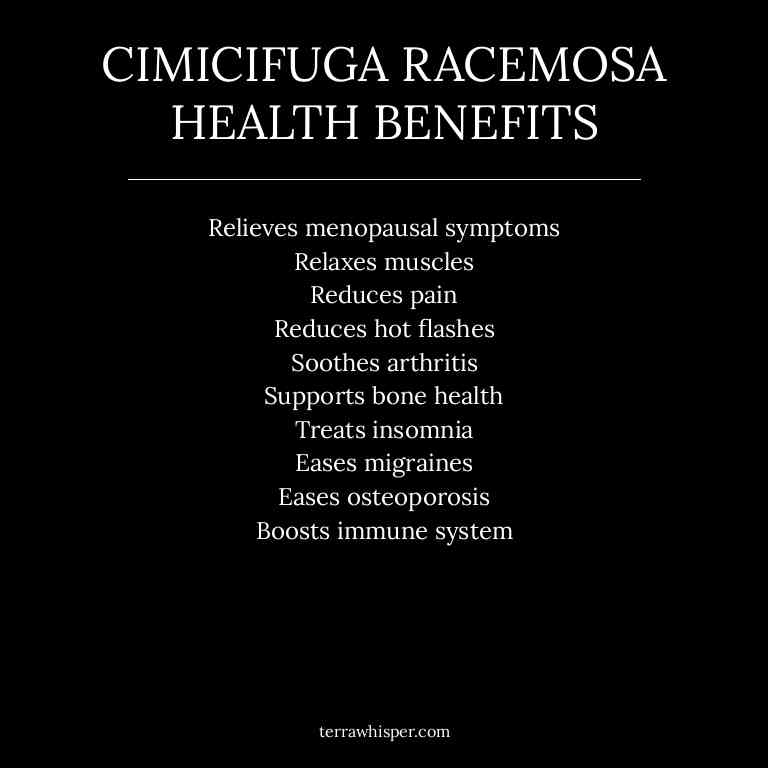 CIMICIFUGA RACEMOSA
HEALTH BENEFITS
Relieves menopausal symptoms
Relaxes muscles
Reduces pain
Reduces hot flashes
Soothes arthritis
Supports bone health
Treats insomnia
Eases migraines
Eases osteoporosis
Boosts immune system
terrawhisper.com